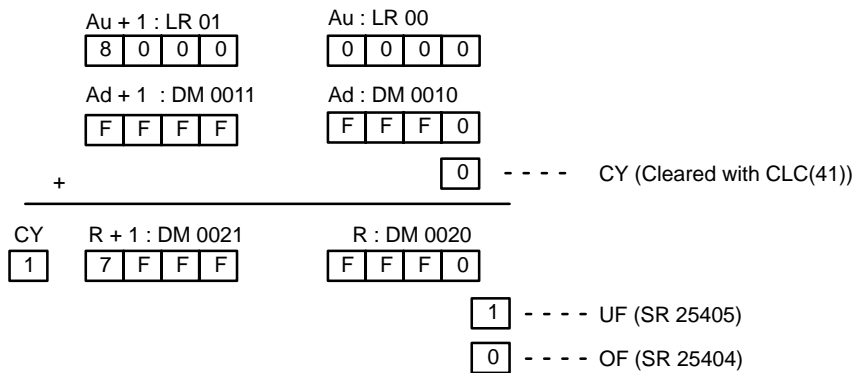 Au + 1 : LR 01 Au : LR 00
8 0 0 0 0 0 0 0
Ad + 1 : DM 0011 Ad : DM 0010
F F F F F F F 0
+ 0 - - - - CY (Cleared with CLC(41))
CY R + 1 : DM 0021 R : DM 0020
1 7 F F F F F F 0
1 - - - - UF (SR 25405)
0 - - - - OF (SR 25404)